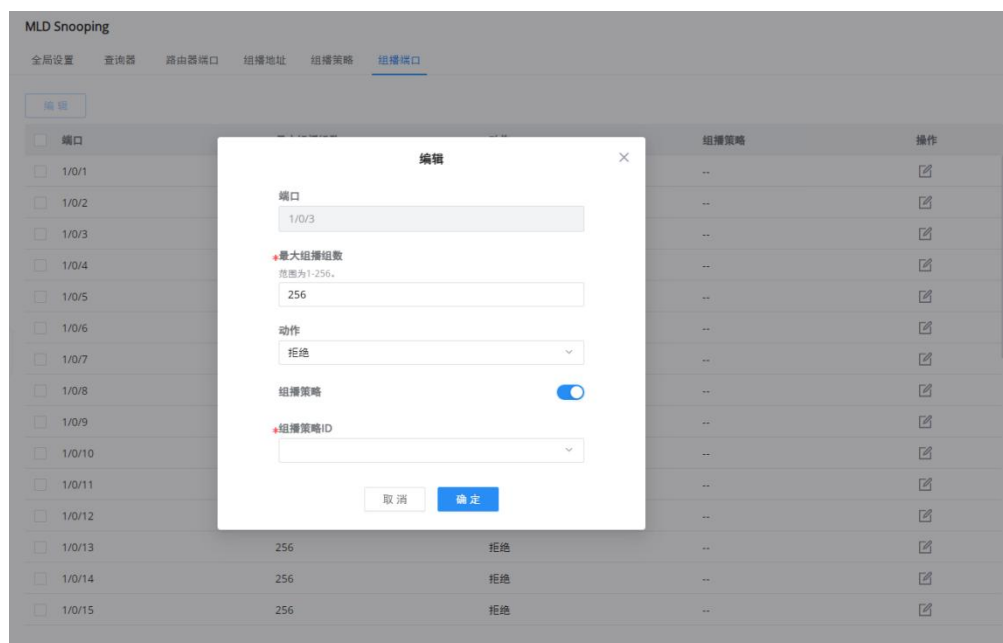 MLD Snooping
全局设置 查询器 路由器端口 组播地址 组播策略 组播端口
编 辑
端口 组播策略 操作
编辑
1/0/1 --
端口
1/0/2 --
1/0/3
1/0/3 --
*最大组播组数
范围为1-256。
1/0/4 --
256
1/0/5 --
动作
1/0/6 --
拒绝
1/0/7 --
组播策略
1/0/8 --
*组播策略ID
1/0/9 --
1/0/10 --
1/0/11 --
取 消 确 定
1/0/12 --
1/0/13 256 拒绝 --
1/0/14 256 拒绝 --
1/0/15 256 拒绝 --